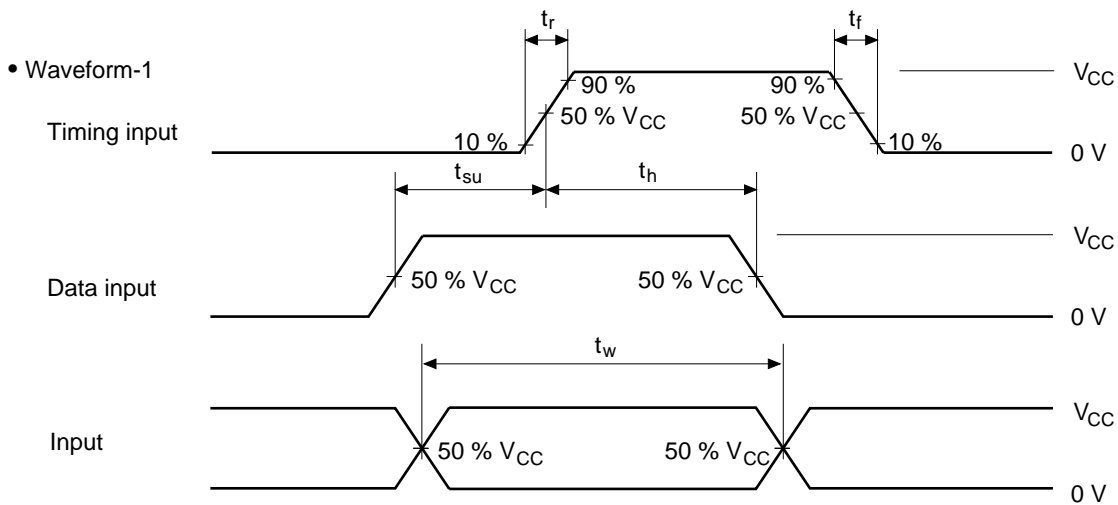 t_r t_f
• Waveform-1
90 % 90 % V_CC
Timing input
50 % V_CC 50 % V_CC
10 % 10 % 0 V
t_su t_h
V_CC
Data input
50 % V_CC 50 % V_CC
0 V
t_w
V_CC
Input
50 % V_CC 50 % V_CC
0 V